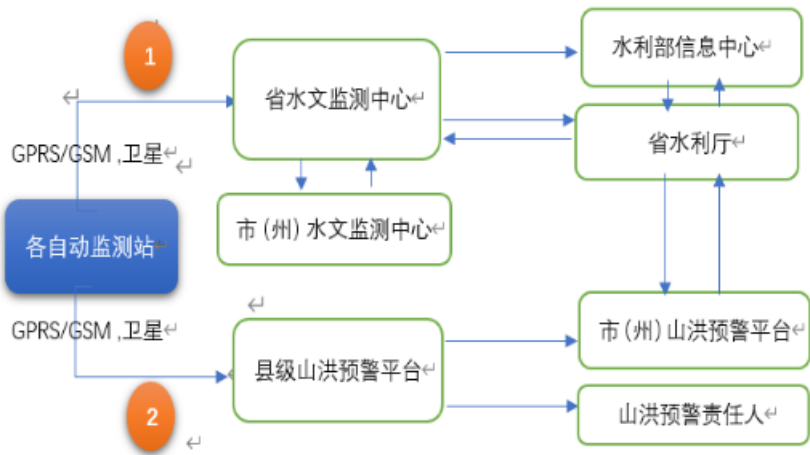 1
省水文监测中心
水利部信息中心
省水利厅
GPRS/GSM ,卫星
市(州)水文监测中心
各自动监测站
GPRS/GSM ,卫星
县级山洪预警平台
市(州)山洪预警平台
山洪预警责任人
2